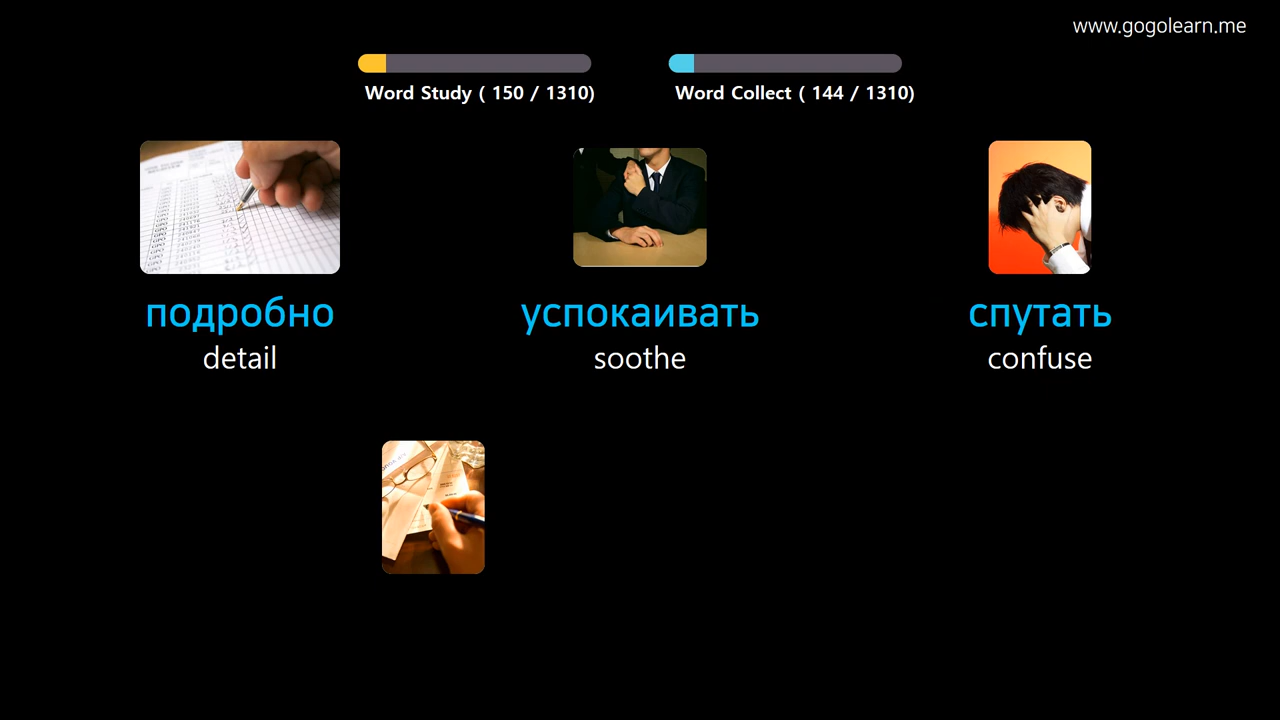 www.gogolearn.me
Word Study ( 150 / 1310)
Word Collect ( 144 / 1310)
подробно
detail
успокаивать
soothe
спутать
confuse